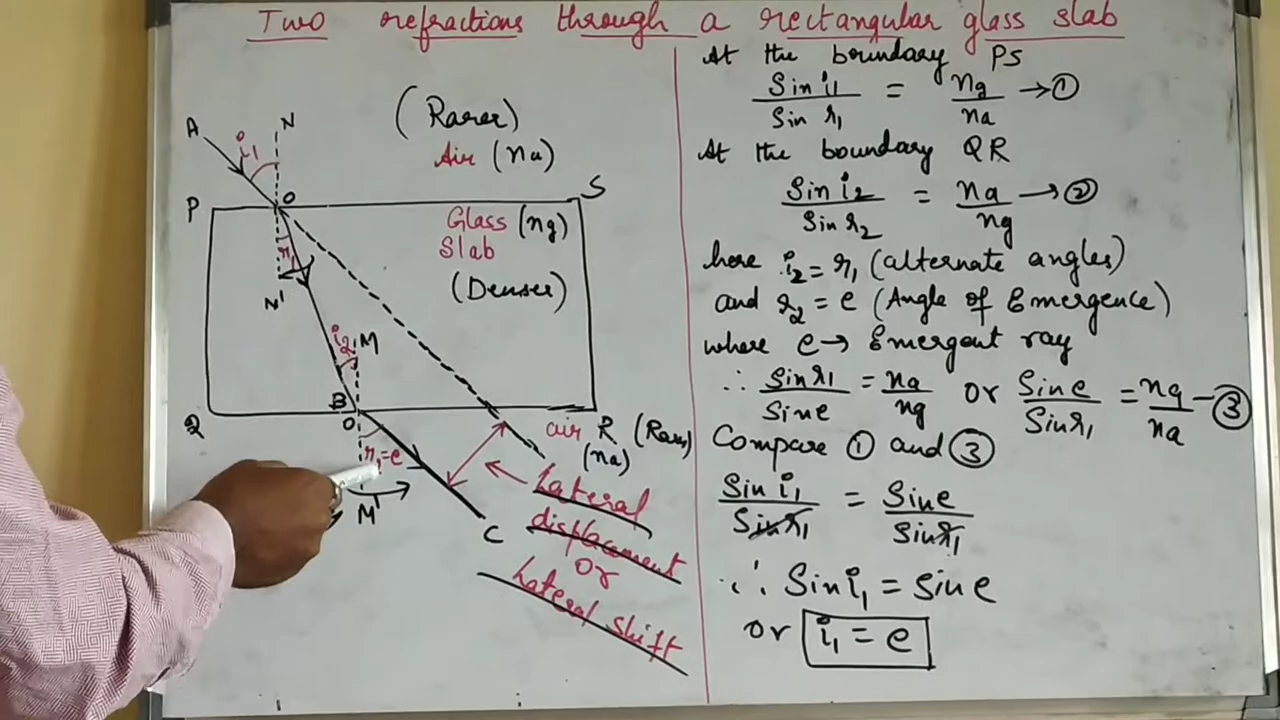 Two refractions through a rectangular glass slab
A
N
i1
(Rarer)
Air (na)
P
O
S
Glass (ng)
Slab
(Denser)
r1
N'
i2
M
B
Q
O
air R (Rarer)
(na)
r1=e
M'
C
Lateral
displacement
or
Lateral shift
At the boundary PS
Sin i1 / Sin r1 = ng / na → ①
At the boundary QR
Sin i2 / Sin r2 = na / ng → ②
here i2 = r1 (alternate angles)
and r2 = e (Angle of Emergence)
where e → Emergent ray
∴ Sin r1 / Sin e = na / ng or Sin e / Sin r1 = ng / na - ③
Compare ① and ③
Sin i1 / Sin r1 = Sin e / Sin r1
∴ Sin i1 = Sin e
or i1 = e